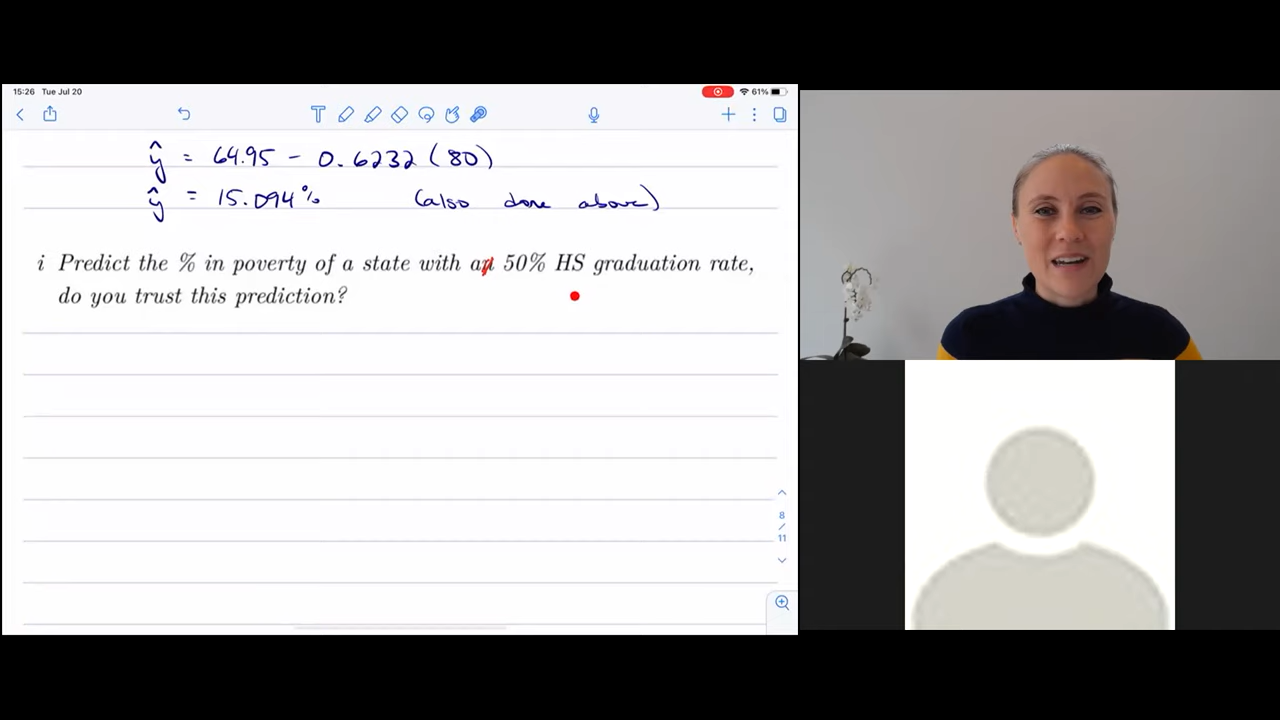 15:26 Tue Jul 20
61%
T
ŷ = 64.95 - 0.6232 (80)
ŷ = 15.094% (also done above)
i Predict the % in poverty of a state with an 50% HS graduation rate,
do you trust this prediction?
8
/
11